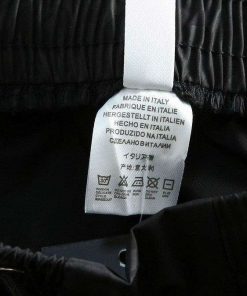 MADE IN ITALY
FABRIQUE EN ITALIE
HERGESTELLT IN ITALIEN
HECHO EN ITALIA
PRODUZIDO NA ITALIA
СДЕЛАНО В ИТАЛИИ
イタリア製
产地:意大利